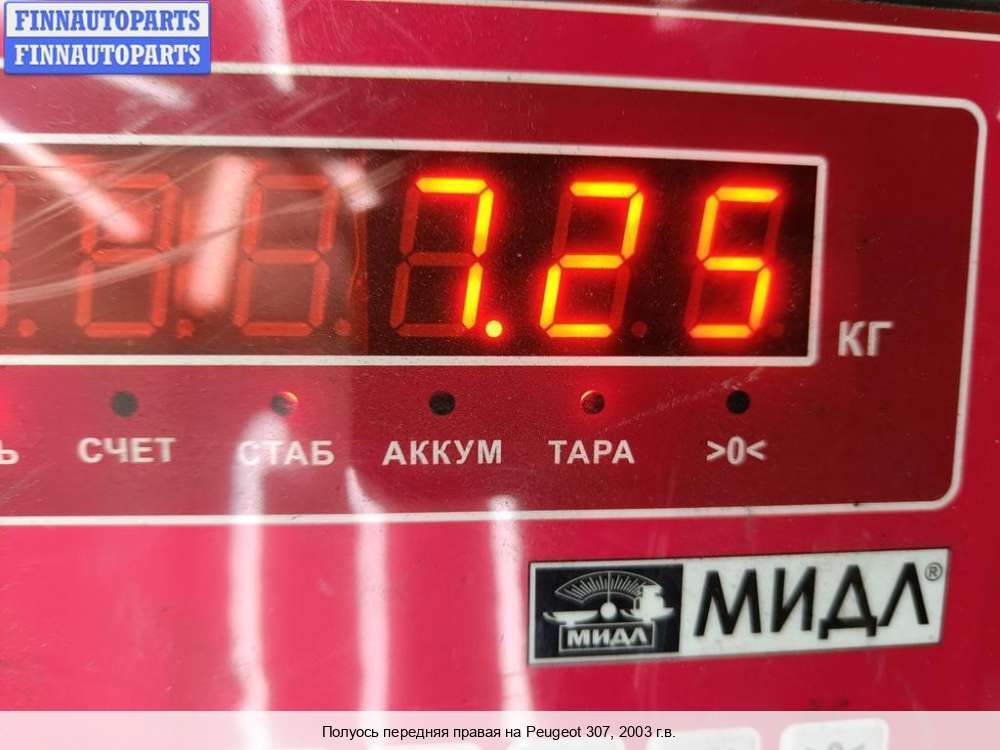 FINNAUTOPARTS
FINNAUTOPARTS
7.25
КГ
Ь СЧЕТ СТАБ АККУМ ТАРА >0<
МИДЛ МИДЛ®
Полуось передняя правая на Peugeot 307, 2003 г.в.